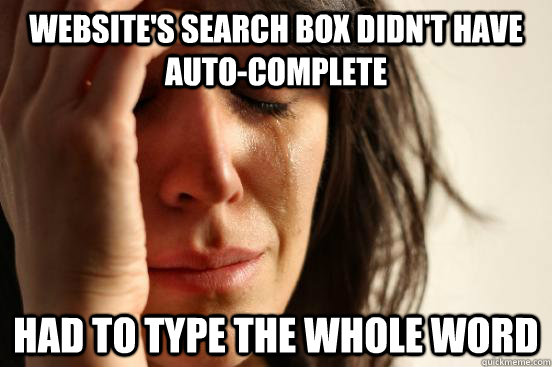 WEBSITE'S SEARCH BOX DIDN'T HAVE
AUTO-COMPLETE
HAD TO TYPE THE WHOLE WORD
quickmeme.com